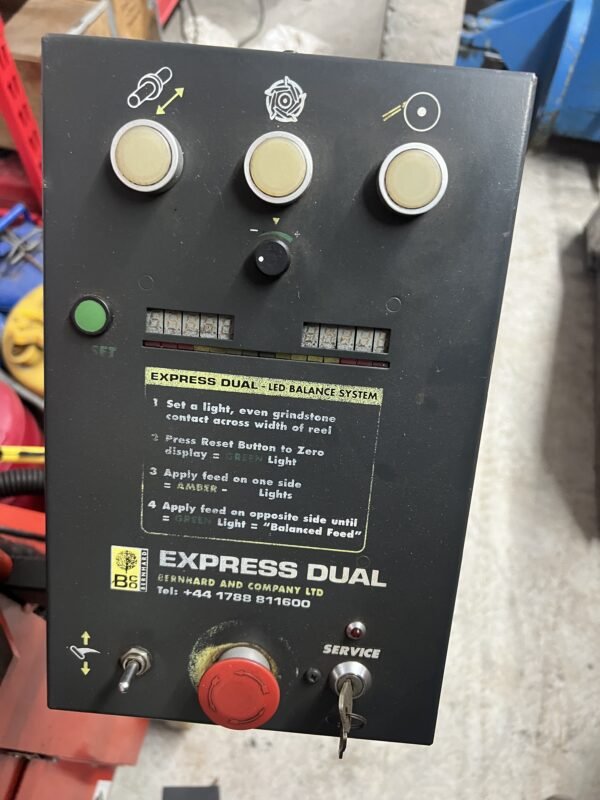 - +
SET
EXPRESS DUAL - LED BALANCE SYSTEM
1 Set a light, even grindstone
contact across width of reel
2 Press Reset Button to Zero
display = GREEN Light
3 Apply feed on one side
= AMBER - Lights
4 Apply feed on opposite side until
= GREEN Light = "Balanced Feed"
BCO
BERNHARD
EXPRESS DUAL
BERNHARD AND COMPANY LTD
Tel: +44 1788 811600
SERVICE